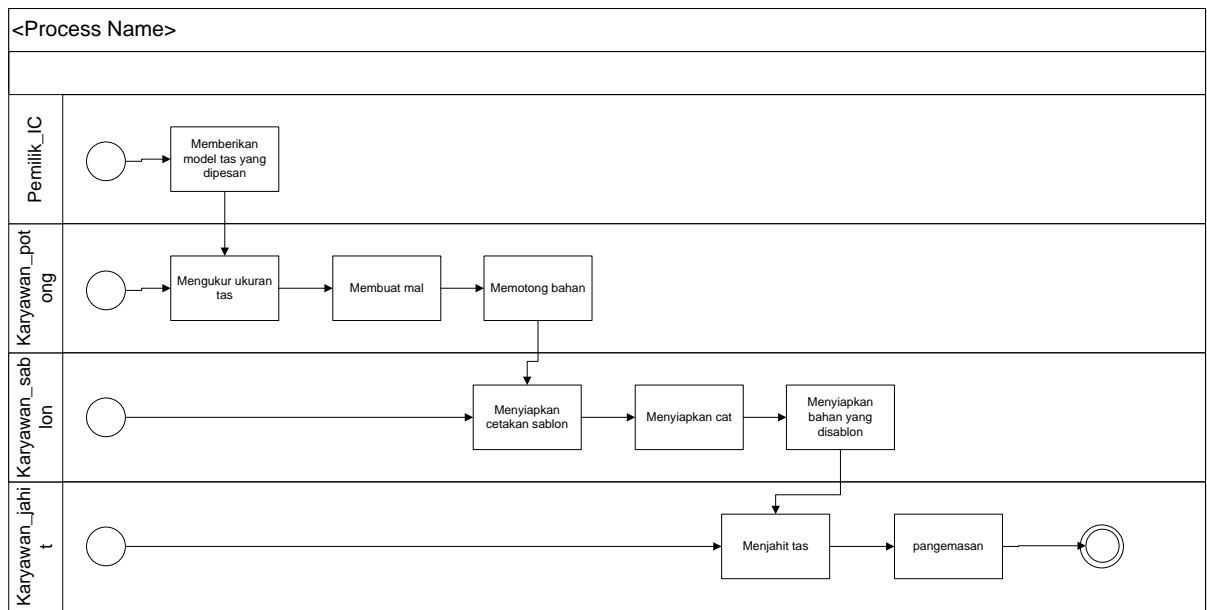 <Process Name>
Pemilik_IC
Memberikan
model tas yang
dipesan
Karyawan_pot
ong
Mengukur ukuran
tas
Membuat mal
Memotong bahan
Karyawan_sab
lon
Menyiapkan
cetakan sablon
Menyiapkan cat
Menyiapkan
bahan yang
disablon
Karyawan_jahi
t
Menjahit tas
pangemasan